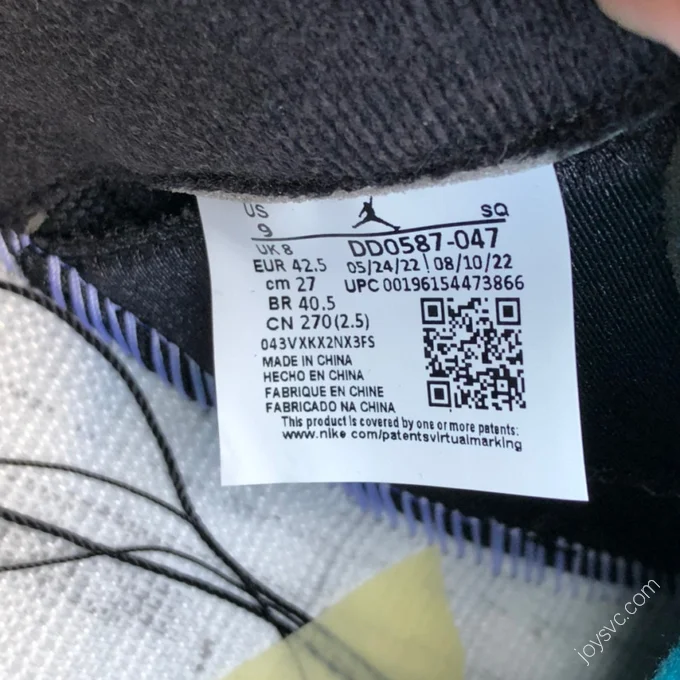 US SQ
9
UK 8 DD0587-047
EUR 42.5 05/24/22 | 08/10/22
cm 27 UPC 00196154473866
BR 40.5
CN 270(2.5)
043VXKX2NX3FS
MADE IN CHINA
HECHO EN CHINA
FABRIQUE EN CHINE
FABRICADO NA CHINA
This product is covered by one or more patents:
www.nike com/patentsvirtualmarking
joysvc.com